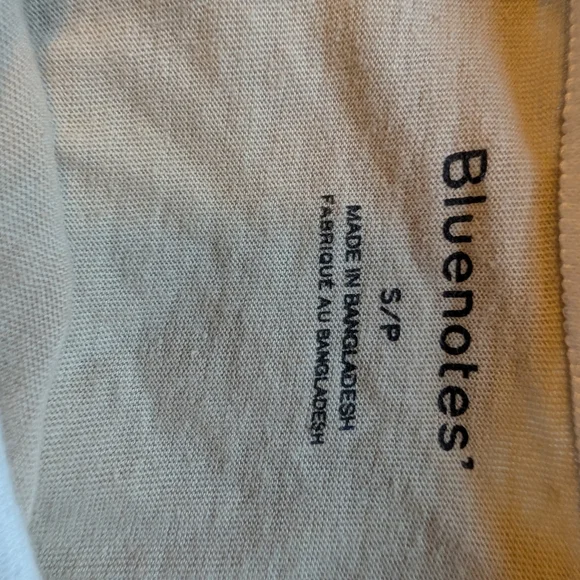 Bluenotes'
S/P
MADE IN BANGLADESH
FABRIQUE AU BANGLADESH